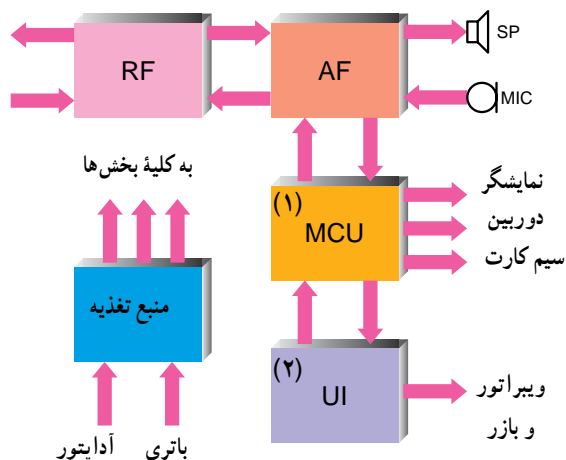 RF
AF
SP
MIC
به کلیهٔ بخش‌ها
(۱)
MCU
نمایشگر
دوربین
سیم کارت
منبع تغذیه
(۲)
UI
ویبراتور
و بازر
آداپتور
باتری